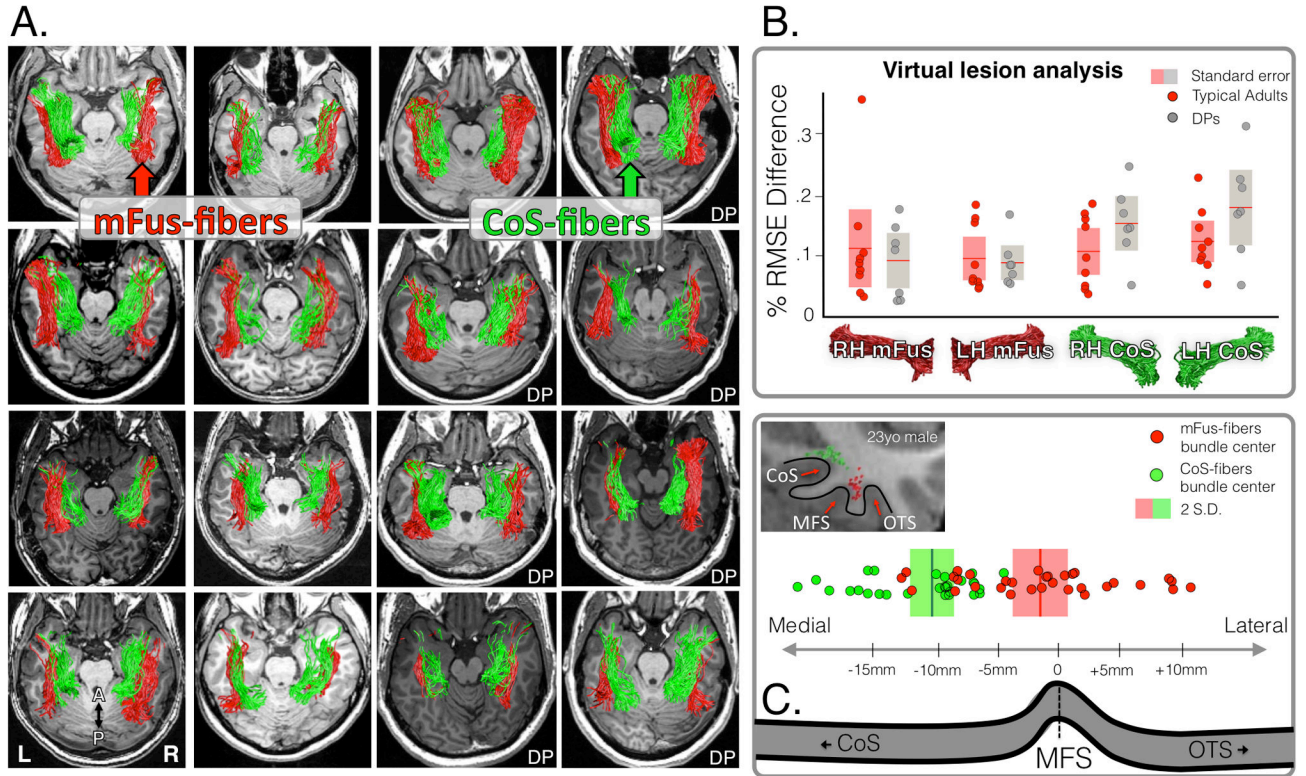 A.
mFus-fibers
CoS-fibers
DP
DP
DP
DP
DP
A
P
L
R
DP
DP
B.
Virtual lesion analysis
Standard error
Typical Adults
DPs
% RMSE Difference
.3
.2
.1
0
RH mFus
LH mFus
RH CoS
LH CoS
23yo male
CoS
MFS
OTS
mFus-fibers
bundle center
CoS-fibers
bundle center
2 S.D.
Medial
Lateral
-15mm
-10mm
-5mm
0
+5mm
+10mm
C.
CoS
MFS
OTS